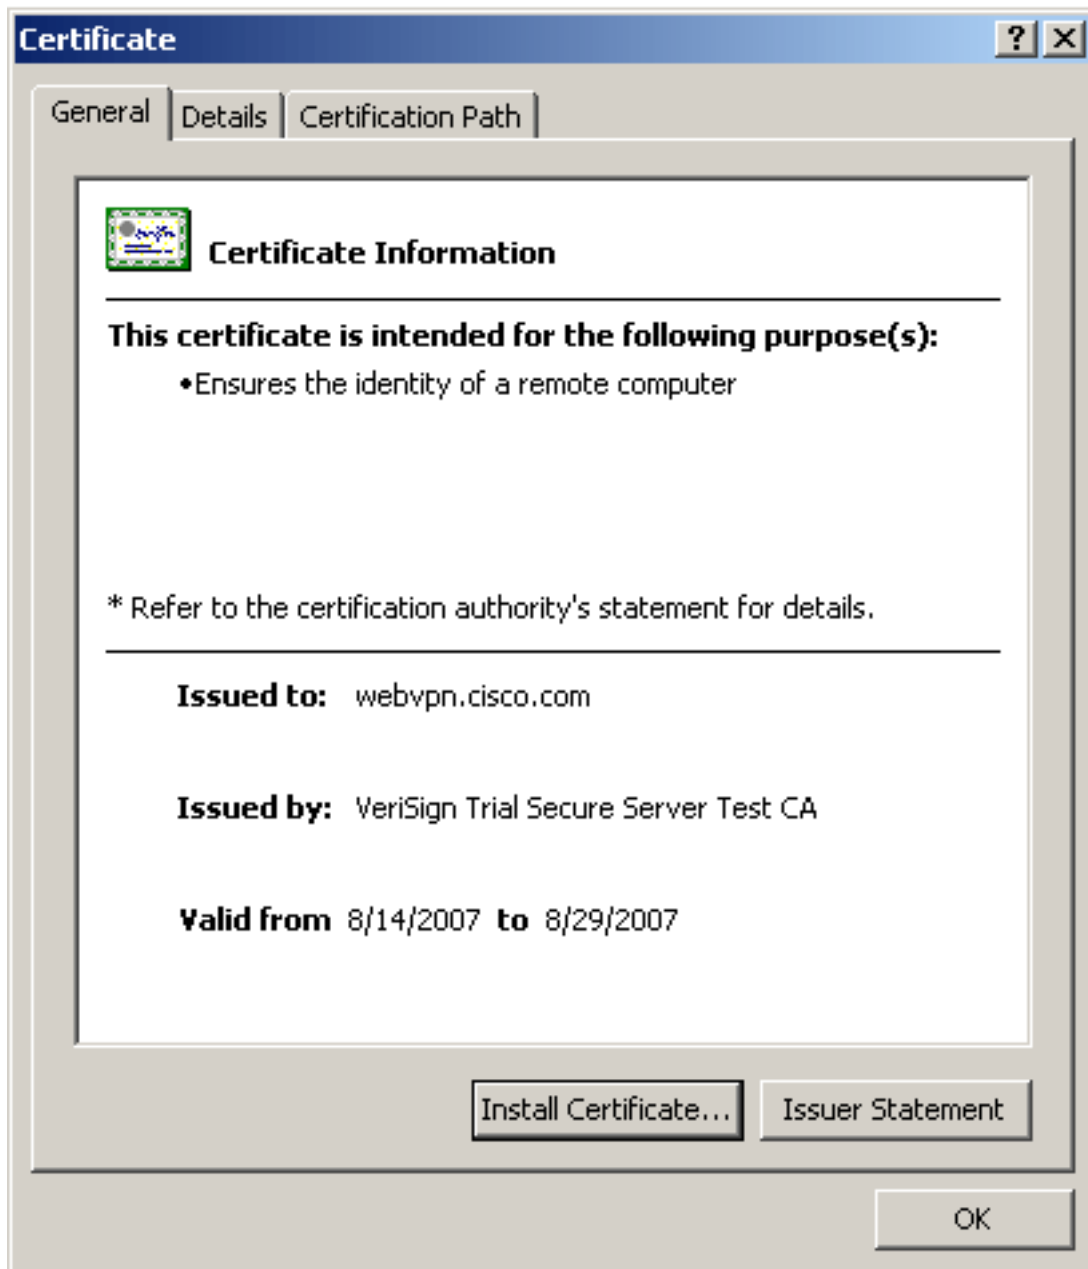 Certificate
General Details Certification Path
Certificate Information
This certificate is intended for the following purpose(s):
•Ensures the identity of a remote computer
* Refer to the certification authority's statement for details.
Issued to: webvpn.cisco.com
Issued by: VeriSign Trial Secure Server Test CA
Valid from 8/14/2007 to 8/29/2007
Install Certificate... Issuer Statement
OK